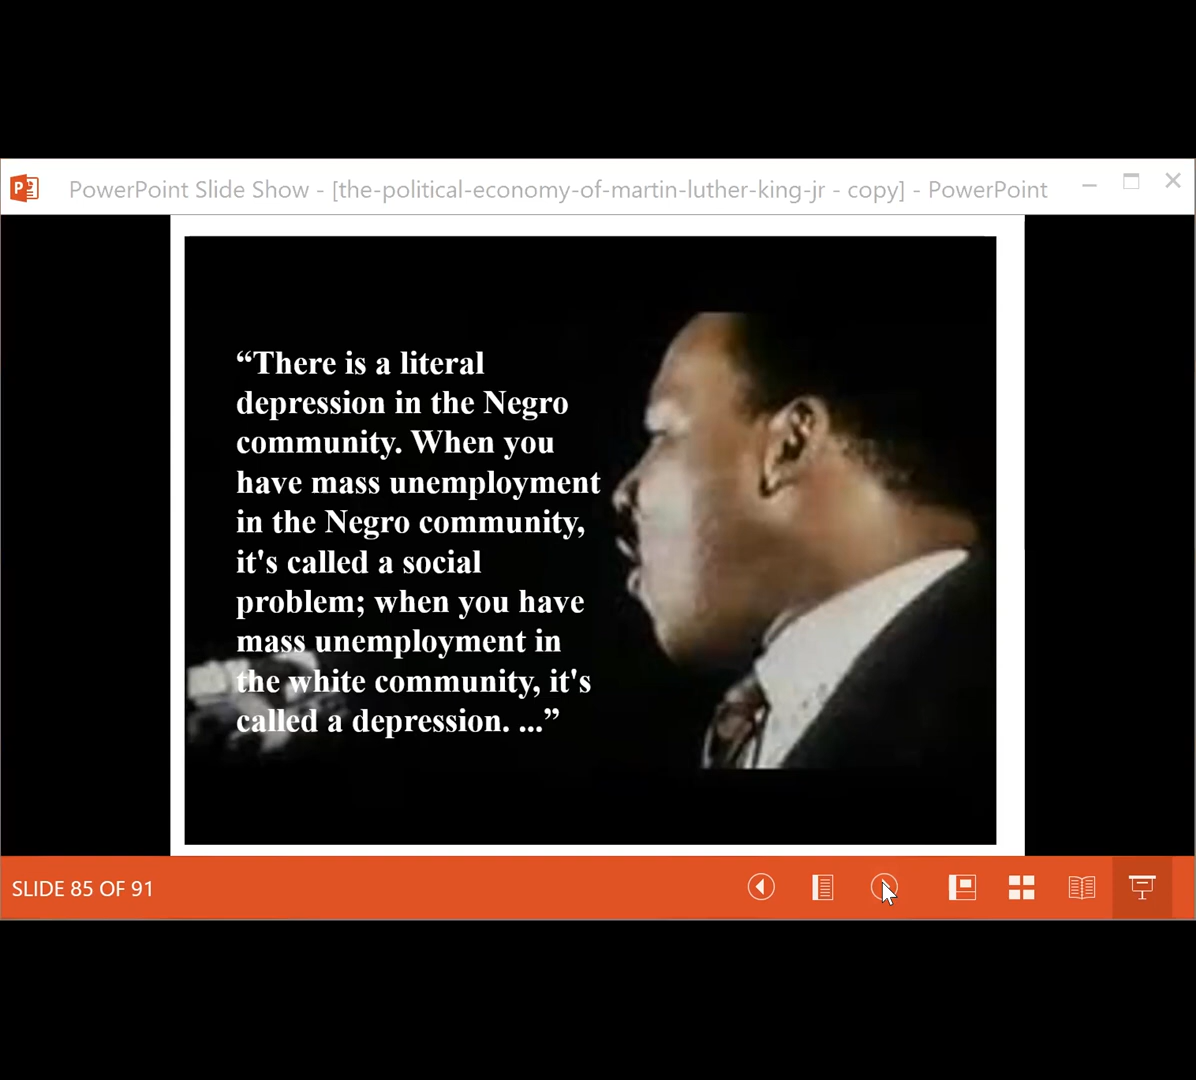 PowerPoint Slide Show - [the-political-economy-of-martin-luther-king-jr - copy] - PowerPoint
“There is a literal
depression in the Negro
community. When you
have mass unemployment
in the Negro community,
it's called a social
problem; when you have
mass unemployment in
the white community, it's
called a depression. ...”
SLIDE 85 OF 91